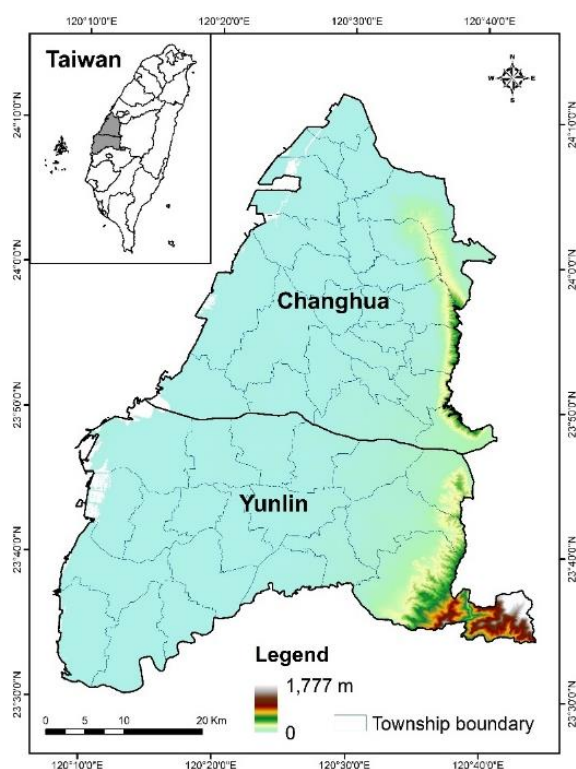 120°10'0"E 120°20'0"E 120°30'0"E 120°40'0"E
Taiwan
N
W E
S
24°10'0"N 24°10'0"N
24°0'0"N 24°0'0"N
Changhua
23°50'0"N 23°50'0"N
Yunlin
23°40'0"N 23°40'0"N
Legend
1,777 m
0
Township boundary
23°30'0"N 23°30'0"N
0 5 10 20 Km
120°10'0"E 120°20'0"E 120°30'0"E 120°40'0"E